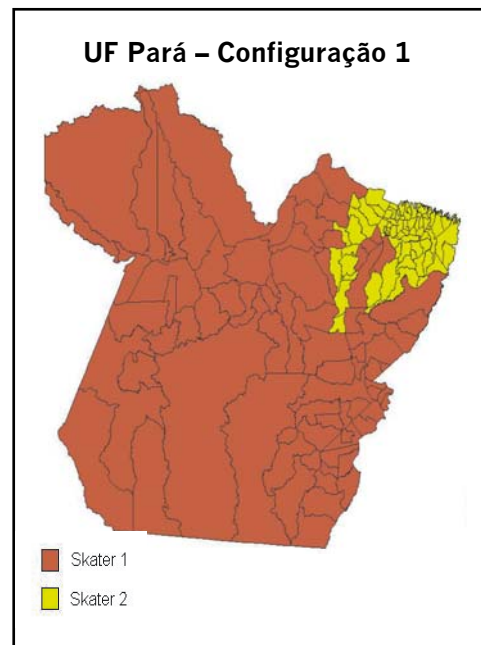 UF Pará – Configuração 1
Skater 1
Skater 2